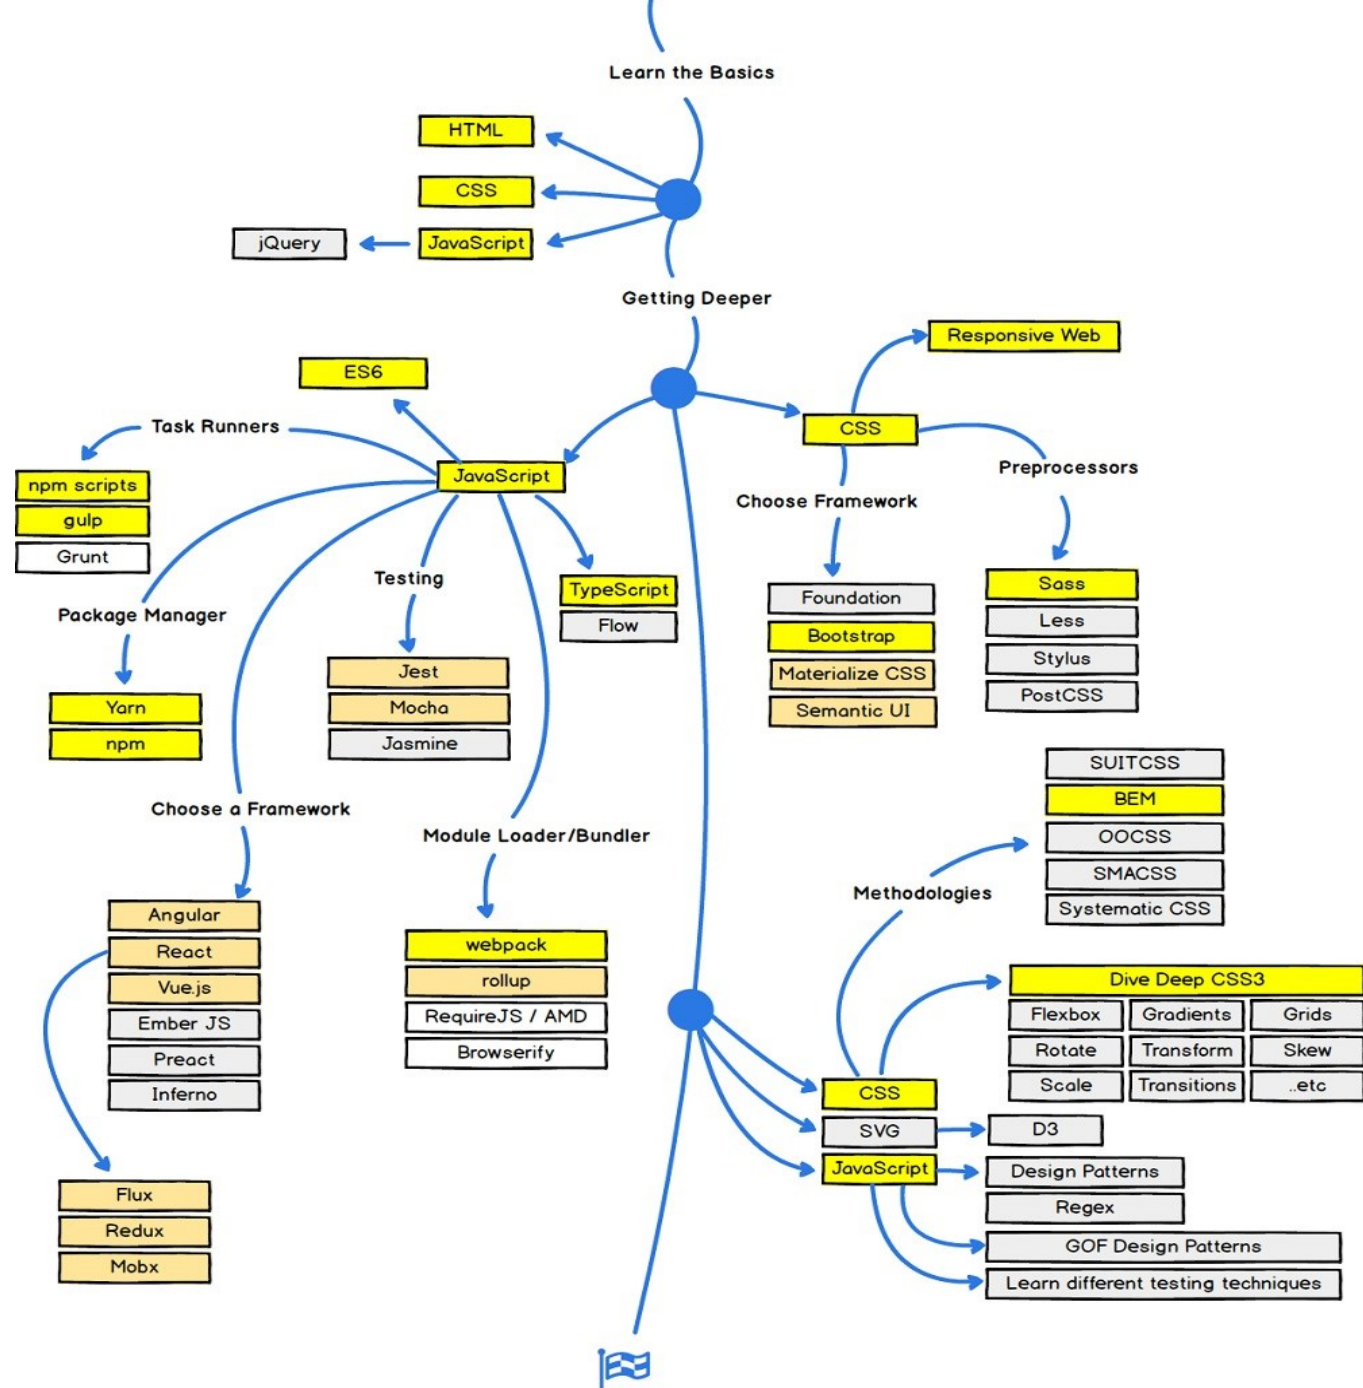 Learn the Basics
HTML
CSS
jQuery
JavaScript
Getting Deeper
Responsive Web
ES6
CSS
Task Runners
Preprocessors
JavaScript
npm scripts
gulp
Grunt
Choose Framework
Testing
TypeScript
Flow
Foundation
Bootstrap
Materialize CSS
Semantic UI
Sass
Less
Stylus
PostCSS
Package Manager
Yarn
npm
Jest
Mocha
Jasmine
Choose a Framework
Module Loader/Bundler
SUITCSS
BEM
OOCSS
SMACSS
Systematic CSS
Methodologies
Angular
React
Vue.js
Ember JS
Preact
Inferno
webpack
rollup
RequireJS / AMD
Browserify
Dive Deep CSS3
Flexbox Gradients Grids
Rotate Transform Skew
Scale Transitions ..etc
CSS
SVG
D3
JavaScript
Design Patterns
Regex
GOF Design Patterns
Learn different testing techniques
Flux
Redux
Mobx